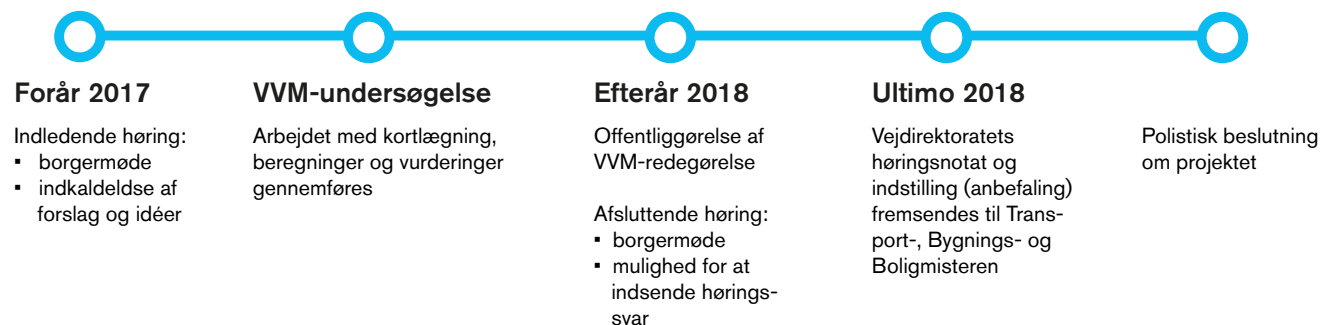 Forår 2017
Indledende høring:
▪ borgermøde
▪ indkaldeldse af
forslag og idéer
VVM-undersøgelse
Arbejdet med kortlægning,
beregninger og vurderinger
gennemføres
Efterår 2018
Offentliggørelse af
VVM-redegørelse
Afsluttende høring:
▪ borgermøde
▪ mulighed for at
indsende hørings-
svar
Ultimo 2018
Vejdirektoratets
høringsnotat og
indstilling (anbefaling)
fremsendes til Trans-
port-, Bygnings- og
Boligmisteren
Polistisk beslutning
om projektet